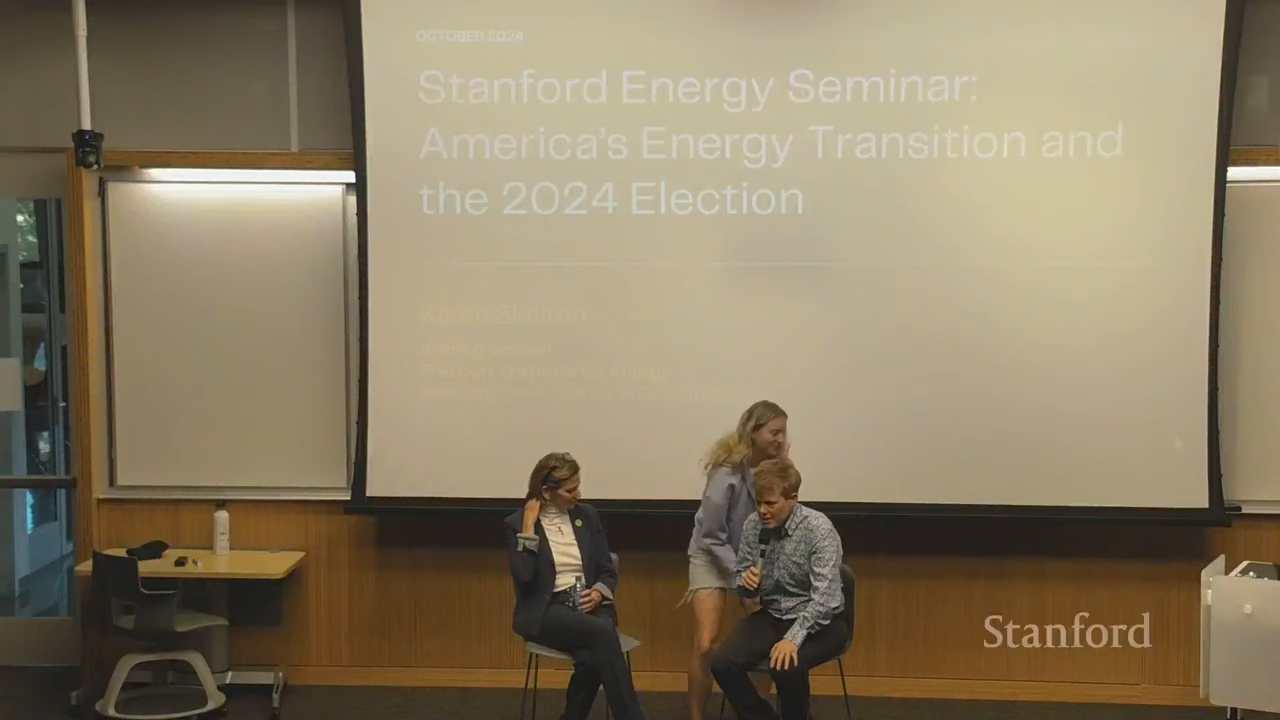 OCTOBER 2024
Stanford Energy Seminar:
America's Energy Transition and
the 2024 Election
Karen Skelton
Stanford